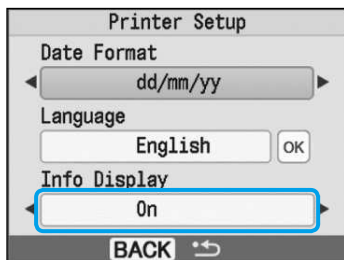 Printer Setup
Date Format
dd/mm/yy
Language
English OK
Info Display
On
BACK